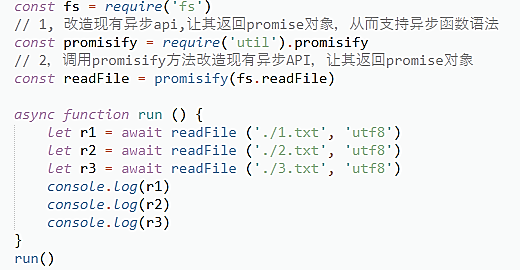 const fs = require('fs')
// 1, 改造现有异步api,让其返回promise对象, 从而支持异步函数语法
const promisify = require('util').promisify
// 2, 调用promisify方法改造现有异步API, 让其返回promise对象
const readFile = promisify(fs.readFile)
async function run () {
    let r1 = await readFile ('./1.txt', 'utf8')
    let r2 = await readFile ('./2.txt', 'utf8')
    let r3 = await readFile ('./3.txt', 'utf8')
    console.log(r1)
    console.log(r2)
    console.log(r3)
}
run()